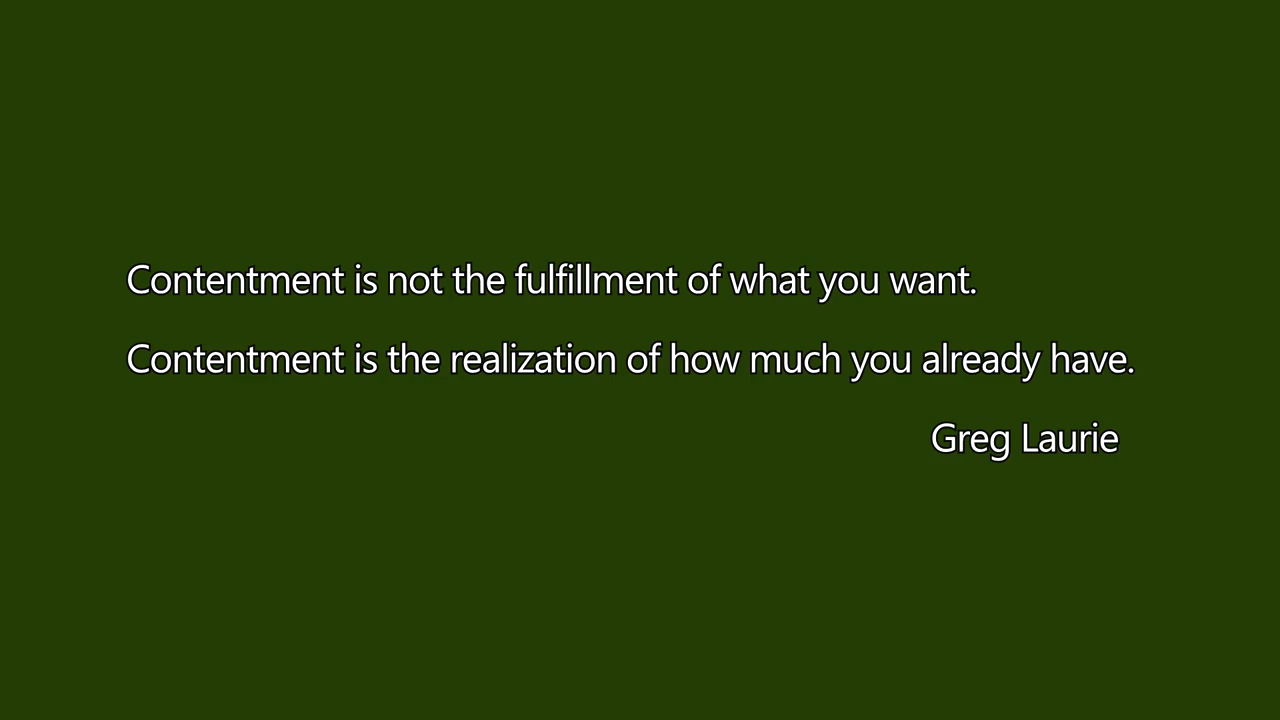 Contentment is not the fulfillment of what you want.
Contentment is the realization of how much you already have.
Greg Laurie